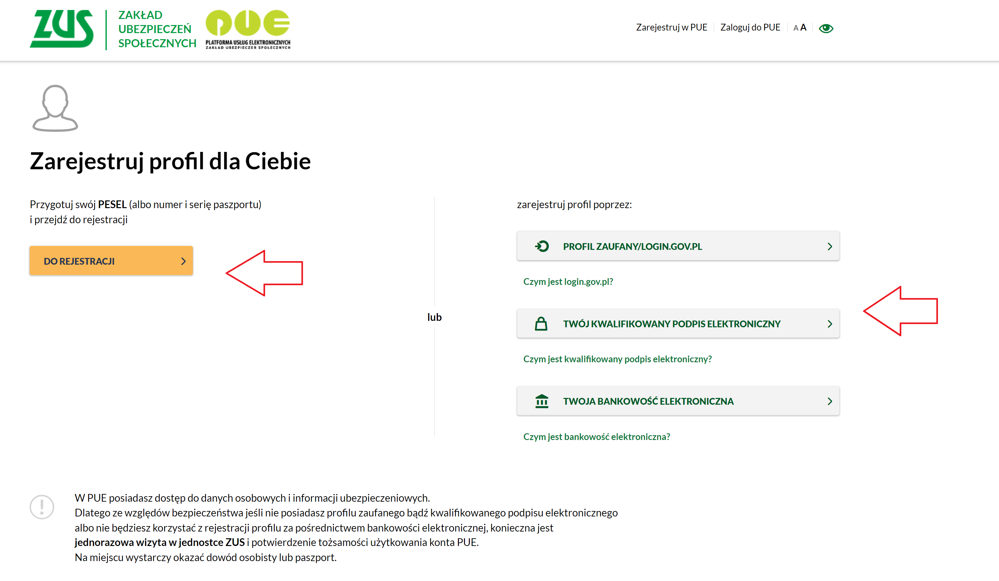 ZUS
ZAKŁAD
UBEZPIECZEŃ
SPOŁECZNYCH
PUE
PLATFORMA USŁUG ELEKTRONICZNYCH
ZAKŁAD UBEZPIECZEŃ SPOŁECZNYCH
Zarejestruj w PUE
Zaloguj do PUE
A A
Zarejestruj profil dla Ciebie
Przygotuj swój PESEL (albo numer i serię paszportu)
i przejdź do rejestracji
DO REJESTRACJI
lub
zarejestruj profil poprzez:
PROFIL ZAUFANY/LOGIN.GOV.PL
Czym jest login.gov.pl?
TWÓJ KWALIFIKOWANY PODPIS ELEKTRONICZNY
Czym jest kwalifikowany podpis elektroniczny?
TWOJA BANKOWOŚĆ ELEKTRONICZNA
Czym jest bankowość elektroniczna?
W PUE posiadasz dostęp do danych osobowych i informacji ubezpieczeniowych.
Dlatego ze względów bezpieczeństwa jeśli nie posiadasz profilu zaufanego bądź kwalifikowanego podpisu elektronicznego
albo nie będziesz korzystać z rejestracji profilu za pośrednictwem bankowości elektronicznej, konieczna jest
jednorazowa wizyta w jednostce ZUS i potwierdzenie tożsamości użytkowania konta PUE.
Na miejscu wystarczy okazać dowód osobisty lub paszport.